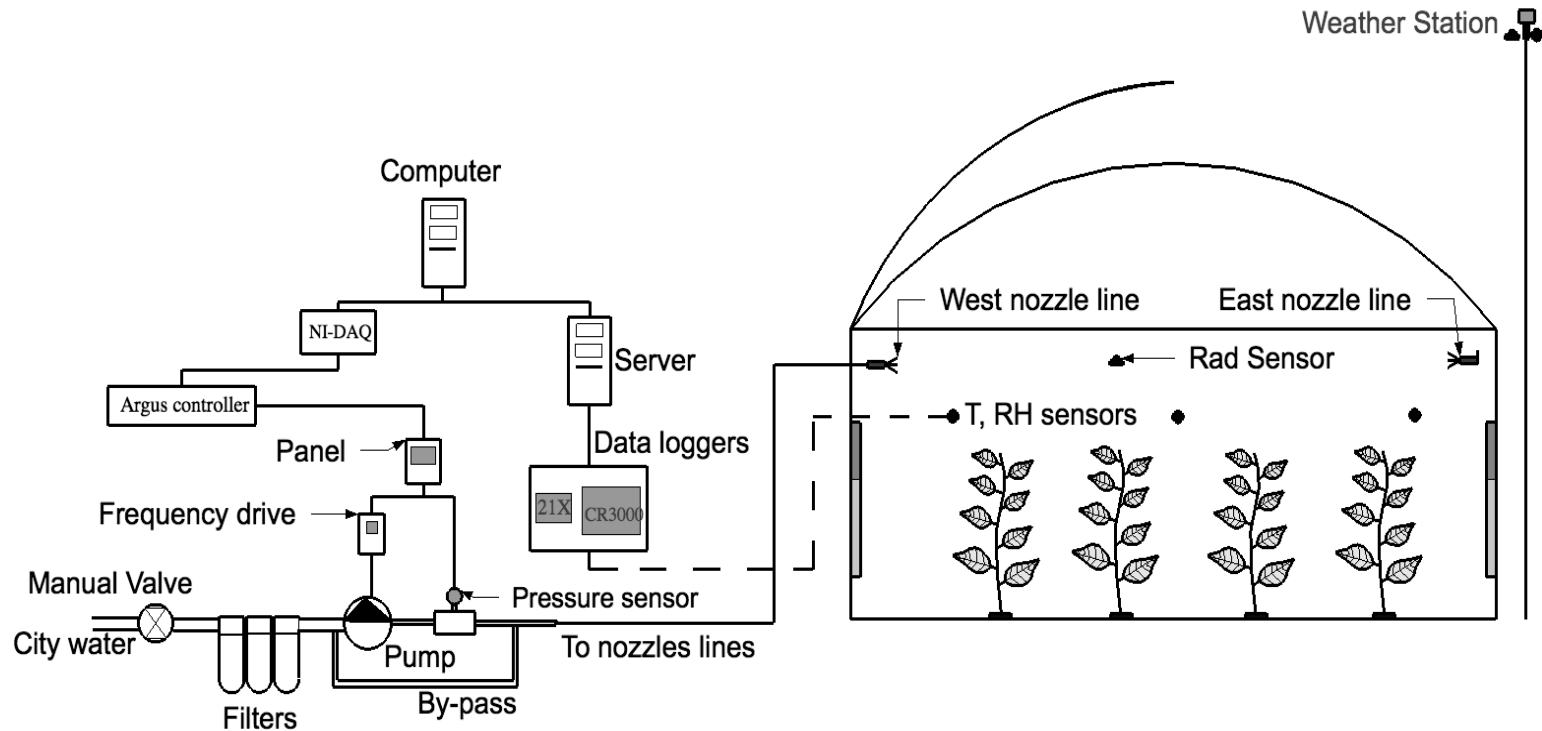 Weather Station
Computer
West nozzle line
East nozzle line
NI-DAQ
Server
Rad Sensor
Argus controller
T, RH sensors
Panel
Data loggers
21X
CR3000
Frequency drive
Manual Valve
Pressure sensor
City water
Pump
To nozzles lines
By-pass
Filters